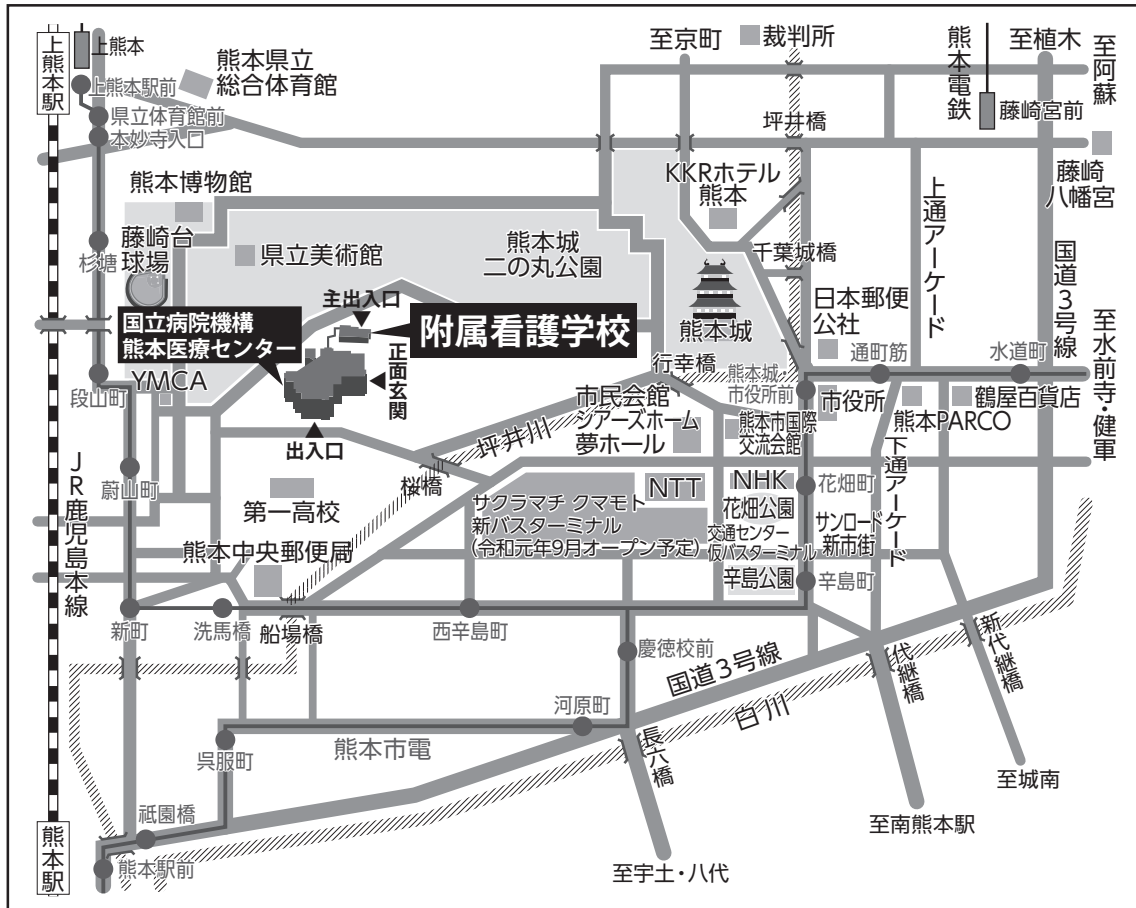 上熊本駅
上熊本
上熊本駅前
県立体育館前
本妙寺入口
熊本県立
総合体育館
至京町
裁判所
熊本電鉄
藤崎宮前
至植木
至阿蘇
坪井橋
藤崎
八幡宮
熊本博物館
KKRホテル
熊本
上通アーケード
国道3号線
藤崎台
球場
杉塘
県立美術館
熊本城
二の丸公園
千葉城橋
熊本城
日本郵便
公社
至水前寺・健軍
主出入口
附属看護学校
国立病院機構
熊本医療センター
正面玄関
出入口
YMCA
段山町
行幸橋
熊本城
市役所前
通町筋
水道町
市役所
熊本PARCO
鶴屋百貨店
市民会館
シアーズホーム
夢ホール
熊本市国際
交流会館
坪井川
桜橋
下通アーケード
JR鹿児島本線
蔚山町
第一高校
サクラマチ クマモト
新バスターミナル
(令和元年9月オープン予定)
NTT
NHK
花畑公園
花畑町
交通センター
仮バスターミナル
サンロード
新市街
辛島公園
辛島町
熊本中央郵便局
新町
洗馬橋
船場橋
西辛島町
慶徳校前
国道3号線
白川
代継橋
新代継橋
河原町
熊本市電
呉服町
長六橋
至城南
至南熊本駅
祇園橋
熊本駅
熊本駅前
至宇土・八代